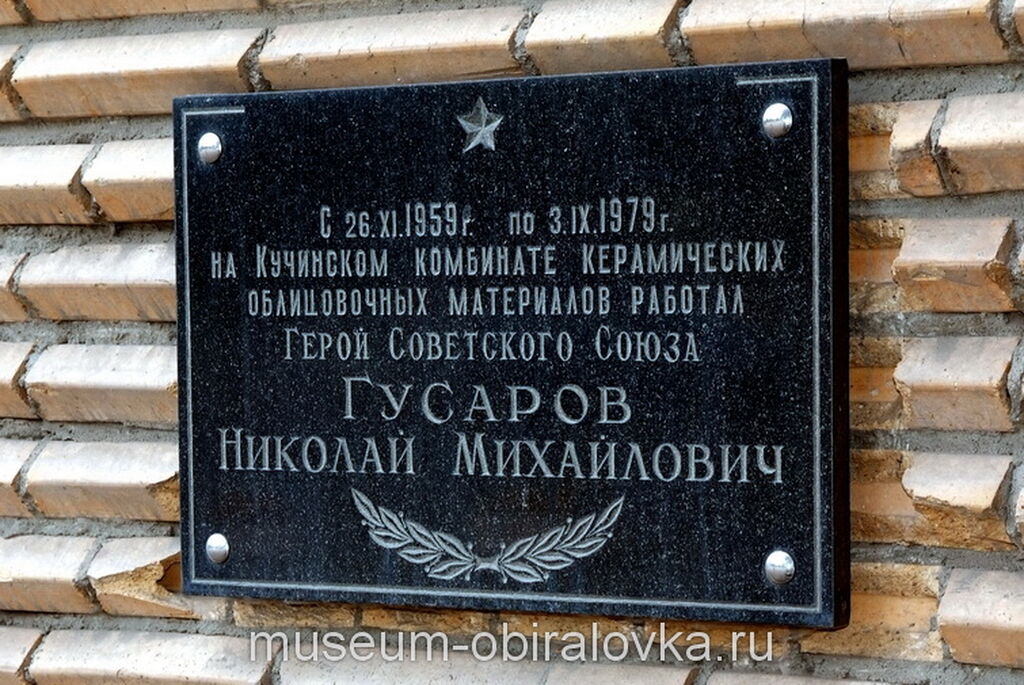 С 26.XI.1959г. по 3.IX.1979г.
на Кучинском комбинате керамических
облицовочных материалов работал
Герой Советского Союза
Гусаров
Николай Михайлович
museum-obiralovka.ru